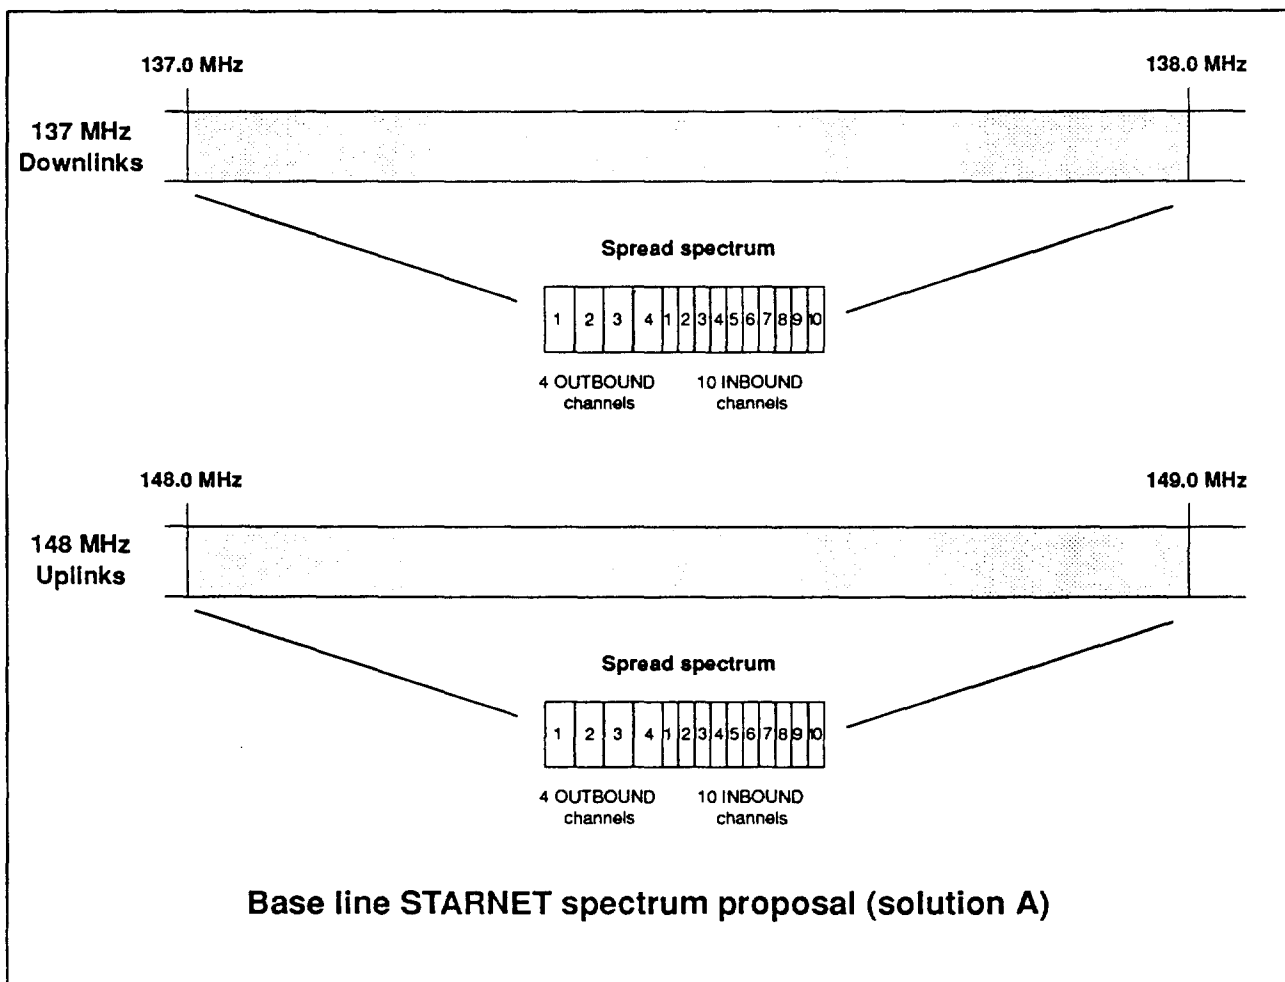 137.0 MHz
138.0 MHz
137 MHz
Downlinks
Spread spectrum
1 2 3 4 1 2 3 4 5 6 7 8 9 10
4 OUTBOUND
channels
10 INBOUND
channels
148.0 MHz
149.0 MHz
148 MHz
Uplinks
Spread spectrum
1 2 3 4 1 2 3 4 5 6 7 8 9 10
4 OUTBOUND
channels
10 INBOUND
channels
Base line STARNET spectrum proposal (solution A)